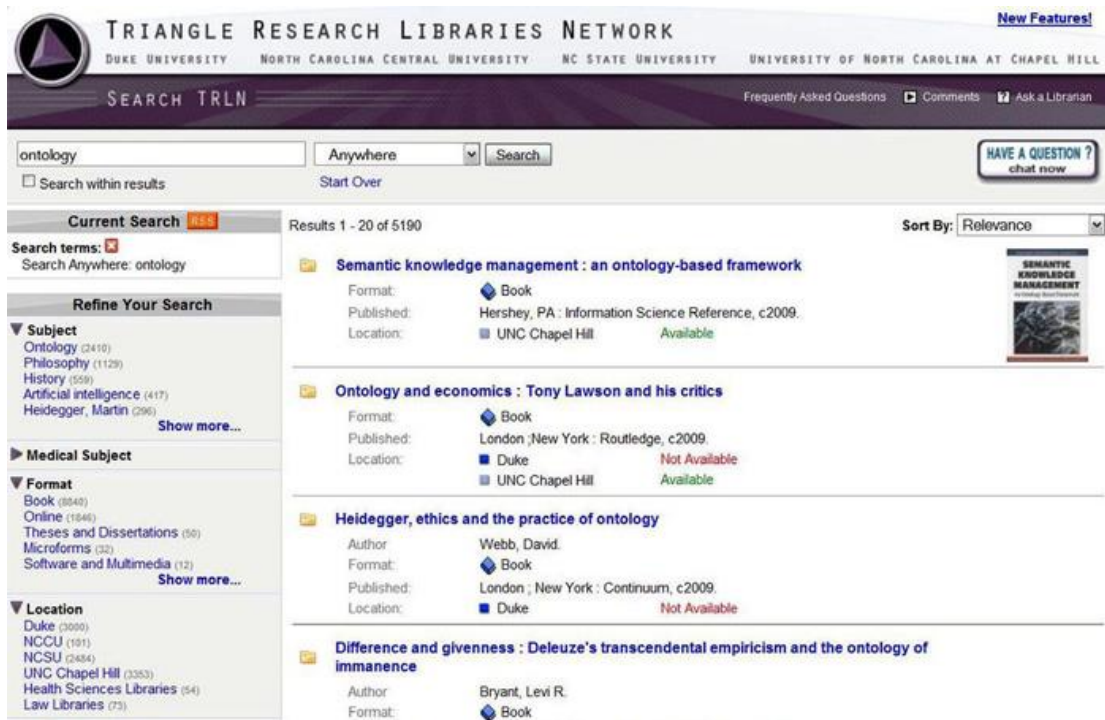 New Features!
TRIANGLE RESEARCH LIBRARIES NETWORK
DUKE UNIVERSITY NORTH CAROLINA CENTRAL UNIVERSITY NC STATE UNIVERSITY UNIVERSITY OF NORTH CAROLINA AT CHAPEL HILL
SEARCH TRLN
Frequently Asked Questions Comments Ask a Librarian
ontology Anywhere Search
Search within results Start Over
HAVE A QUESTION ?
chat now
Current Search RSS
Search terms:
Search Anywhere: ontology
Refine Your Search
Subject
Ontology (2410)
Philosophy (1129)
History (559)
Artificial intelligence (417)
Heidegger, Martin (296)
Show more...
Medical Subject
Format
Book (8840)
Online (1846)
Theses and Dissertations (50)
Microforms (32)
Software and Multimedia (12)
Show more...
Location
Duke (3000)
NCCU (101)
NCSU (2484)
UNC Chapel Hill (3353)
Health Sciences Libraries (54)
Law Libraries (73)
Results 1 - 20 of 5190
Sort By: Relevance
Semantic knowledge management : an ontology-based framework
Format: Book
Published: Hershey, PA : Information Science Reference, c2009.
Location: UNC Chapel Hill Available
SEMANTIC
KNOWLEDGE
MANAGEMENT
Ontology and economics : Tony Lawson and his critics
Format: Book
Published: London ;New York : Routledge, c2009.
Location: Duke Not Available
UNC Chapel Hill Available
Heidegger, ethics and the practice of ontology
Author Webb, David.
Format: Book
Published: London ; New York : Continuum, c2009.
Location: Duke Not Available
Difference and givenness : Deleuze's transcendental empiricism and the ontology of
immanence
Author Bryant, Levi R.
Format: Book